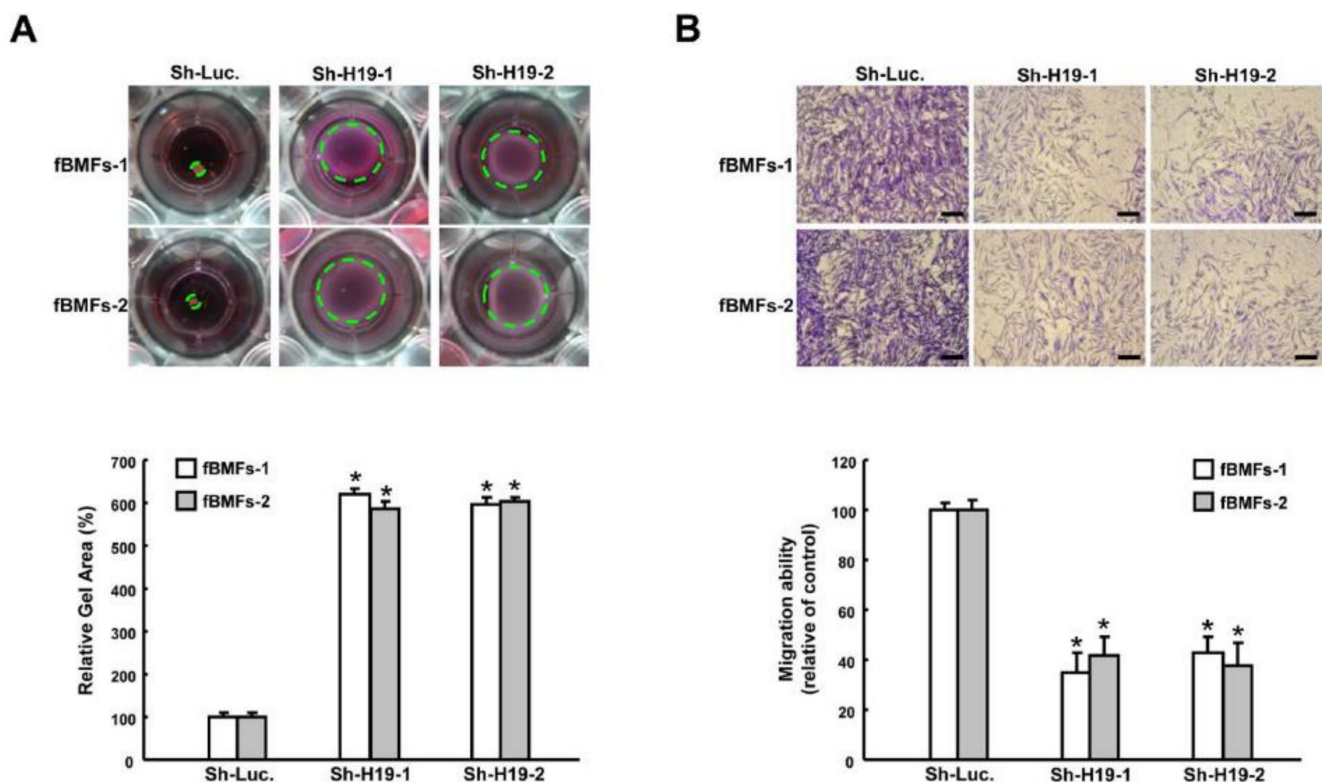 A
Sh-Luc. Sh-H19-1 Sh-H19-2
fBMFs-1
fBMFs-2
700
600
500
400
300
200
100
0
Relative Gel Area (%)
fBMFs-1
fBMFs-2
* * * *
Sh-Luc. Sh-H19-1 Sh-H19-2
B
Sh-Luc. Sh-H19-1 Sh-H19-2
fBMFs-1
fBMFs-2
120
100
80
60
40
20
0
Migration ability
(relative of control)
fBMFs-1
fBMFs-2
* * * *
Sh-Luc. Sh-H19-1 Sh-H19-2